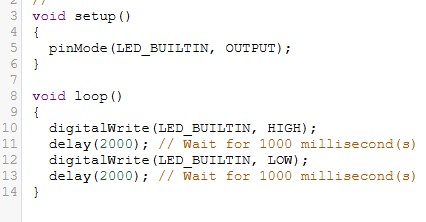 2 //
3 void setup()
4 {
5   pinMode(LED_BUILTIN, OUTPUT);
6 }
7
8 void loop()
9 {
10   digitalWrite(LED_BUILTIN, HIGH);
11   delay(2000); // Wait for 1000 millisecond(s)
12   digitalWrite(LED_BUILTIN, LOW);
13   delay(2000); // Wait for 1000 millisecond(s)
14 }